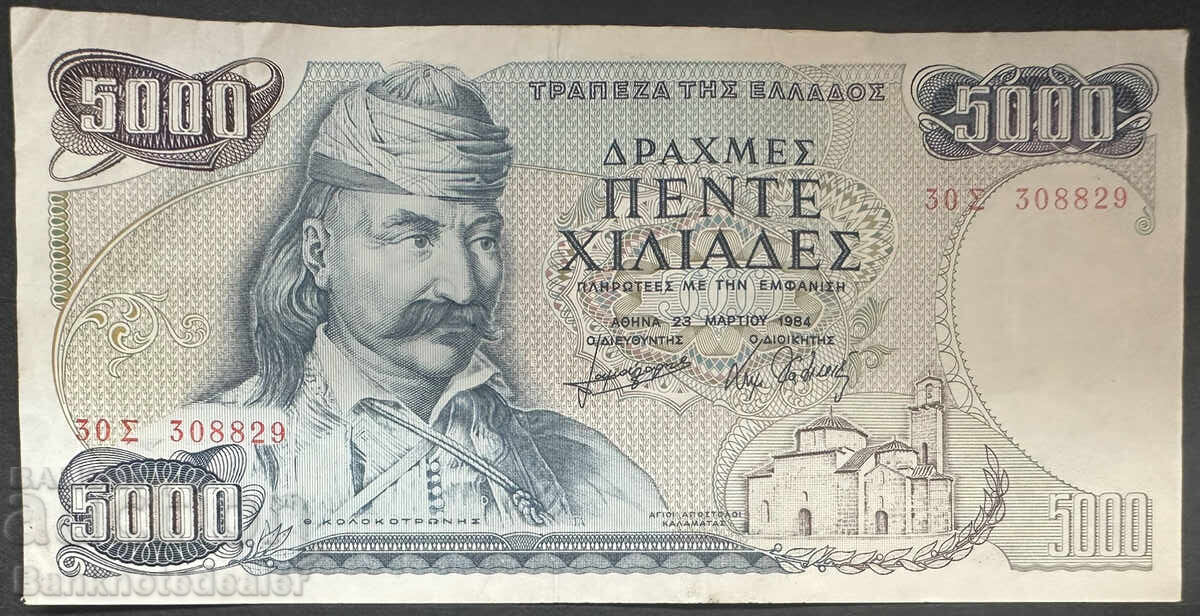 5000
5000
ΤΡΑΠΕΖΑ ΤΗΣ ΕΛΛΑΔΟΣ
ΔΡΑΧΜΕΣ
ΠΕΝΤΕ
ΧΙΛΙΑΔΕΣ
30Σ 308829
ΠΛΗΡΩΤΕΕΣ ΜΕ ΤΗΝ ΕΜΦΑΝΙΣΗ
5000
ΑΘΗΝΑ 23 ΜΑΡΤΙΟΥ 1984
Ο ΔΙΕΥΘΥΝΤΗΣ Ο ΔΙΟΙΚΗΤΗΣ
30Σ 308829
5000
Θ. ΚΟΛΟΚΟΤΡΩΝΗΣ
ΑΓΙΟΙ ΑΠΟΣΤΟΛΟΙ
ΚΑΛΑΜΑΤΑΣ
5000
Banknotedealer